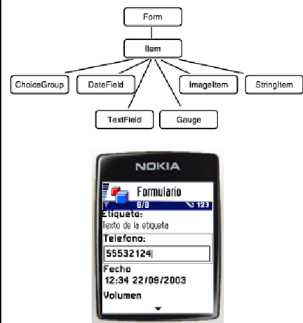 Form
Item
ChoiceGroup
DateField
ImageItem
StringItem
TextField
Gauge
NOKIA
Formulario
8/8
123
Etiqueta:
Texto de la etiqueta
Telefono:
55532124
Fecha
12:34 22/09/2003
Volumen